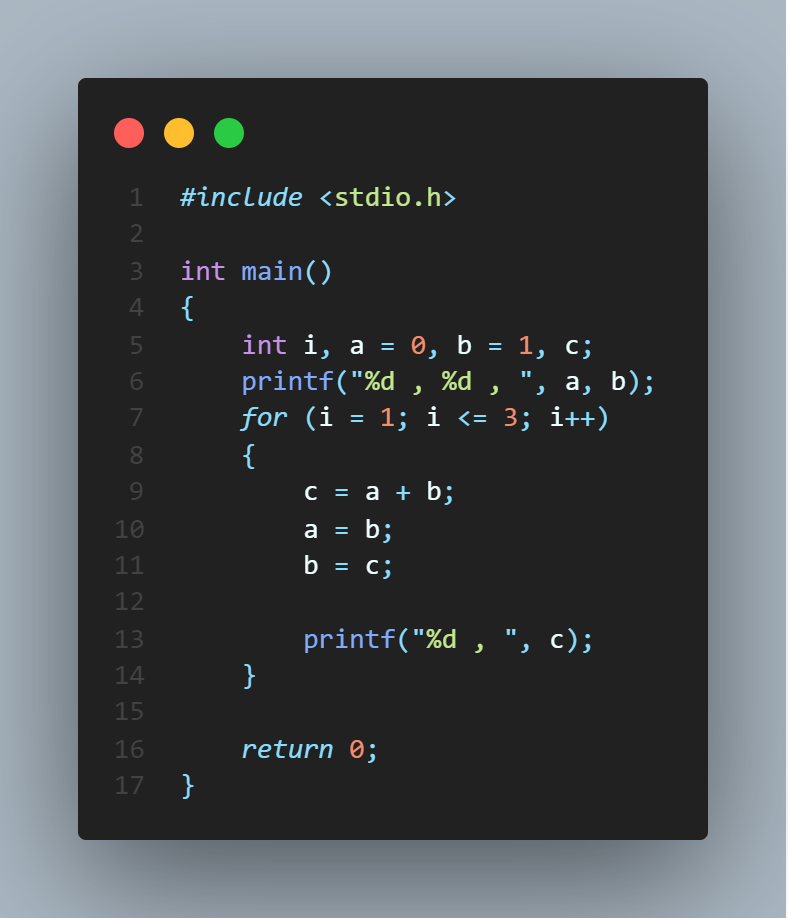 1 #include <stdio.h>
2
3 int main()
4 {
5     int i, a = 0, b = 1, c;
6     printf("%d , %d , ", a, b);
7     for (i = 1; i <= 3; i++)
8     {
9         c = a + b;
10         a = b;
11         b = c;
12
13         printf("%d , ", c);
14     }
15
16     return 0;
17 }